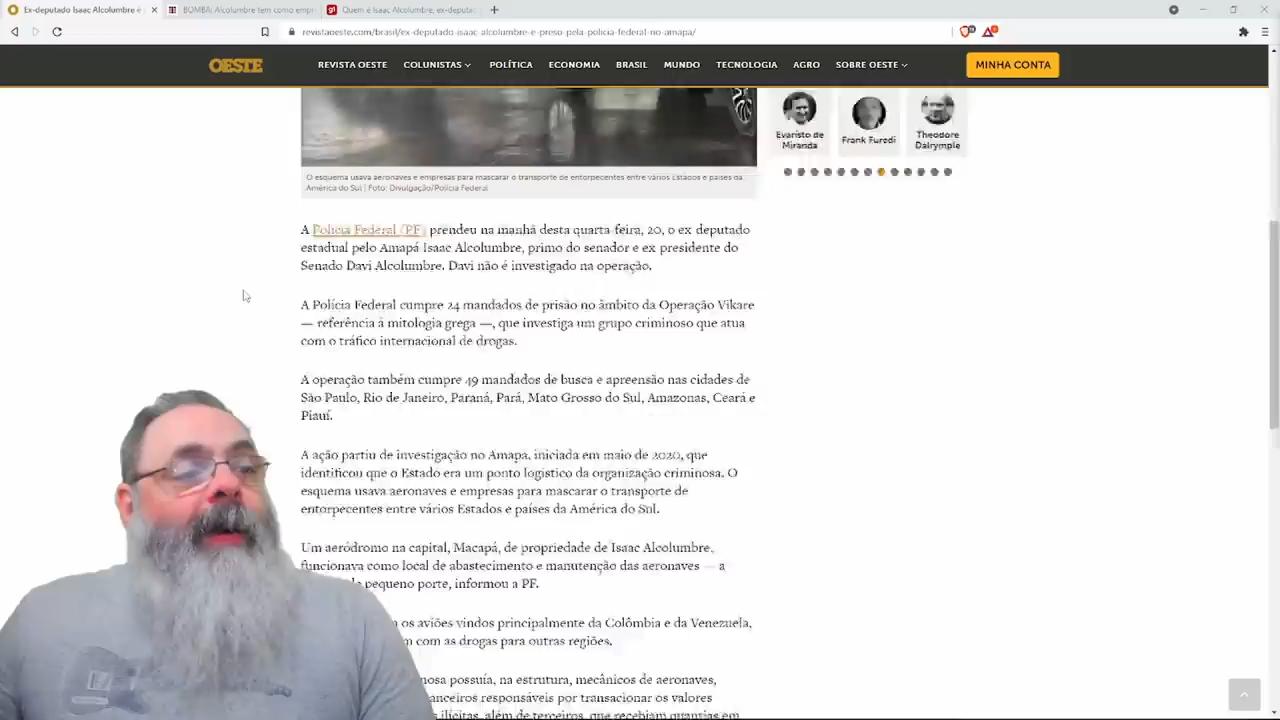 Ex-deputado Isaac Alcolumbre é
BOMBA: Alcolumbre tem como empr
Quem é Isaac Alcolumbre, ex-deputa
revistaoeste.com/brasil/ex-deputado-isaac-alcolumbre-e-preso-pela-policia-federal-no-amapa/
OESTE
REVISTA OESTE
COLUNISTAS
POLÍTICA
ECONOMIA
BRASIL
MUNDO
TECNOLOGIA
AGRO
SOBRE OESTE
MINHA CONTA
Evaristo de
Miranda
Frank Furedi
Theodore
Dalrymple
O esquema usava aeronaves e empresas para mascarar o transporte de entorpecentes entre vários Estados e países da
América do Sul | Foto: Divulgação/Polícia Federal
A Polícia Federal (PF) prendeu na manhã desta quarta-feira, 20, o ex-deputado
estadual pelo Amapá Isaac Alcolumbre, primo do senador e ex-presidente do
Senado Davi Alcolumbre. Davi não é investigado na operação.
A Polícia Federal cumpre 24 mandados de prisão no âmbito da Operação Vikare
— referência à mitologia grega —, que investiga um grupo criminoso que atua
com o tráfico internacional de drogas.
A operação também cumpre 49 mandados de busca e apreensão nas cidades de
São Paulo, Rio de Janeiro, Paraná, Pará, Mato Grosso do Sul, Amazonas, Ceará e
Piauí.
A ação partiu de investigação no Amapá, iniciada em maio de 2020, que
identificou que o Estado era um ponto logístico da organização criminosa. O
esquema usava aeronaves e empresas para mascarar o transporte de
entorpecentes entre vários Estados e países da América do Sul.
Um aeródromo na capital, Macapá, de propriedade de Isaac Alcolumbre,
funcionava como local de abastecimento e manutenção das aeronaves — a
pequeno porte, informou a PF.
os aviões vindos principalmente da Colômbia e da Venezuela,
com as drogas para outras regiões.
possuía, na estrutura, mecânicos de aeronaves,
responsáveis por transacionar os valores
ilícitas, além de terceiros, que recebiam quantias em